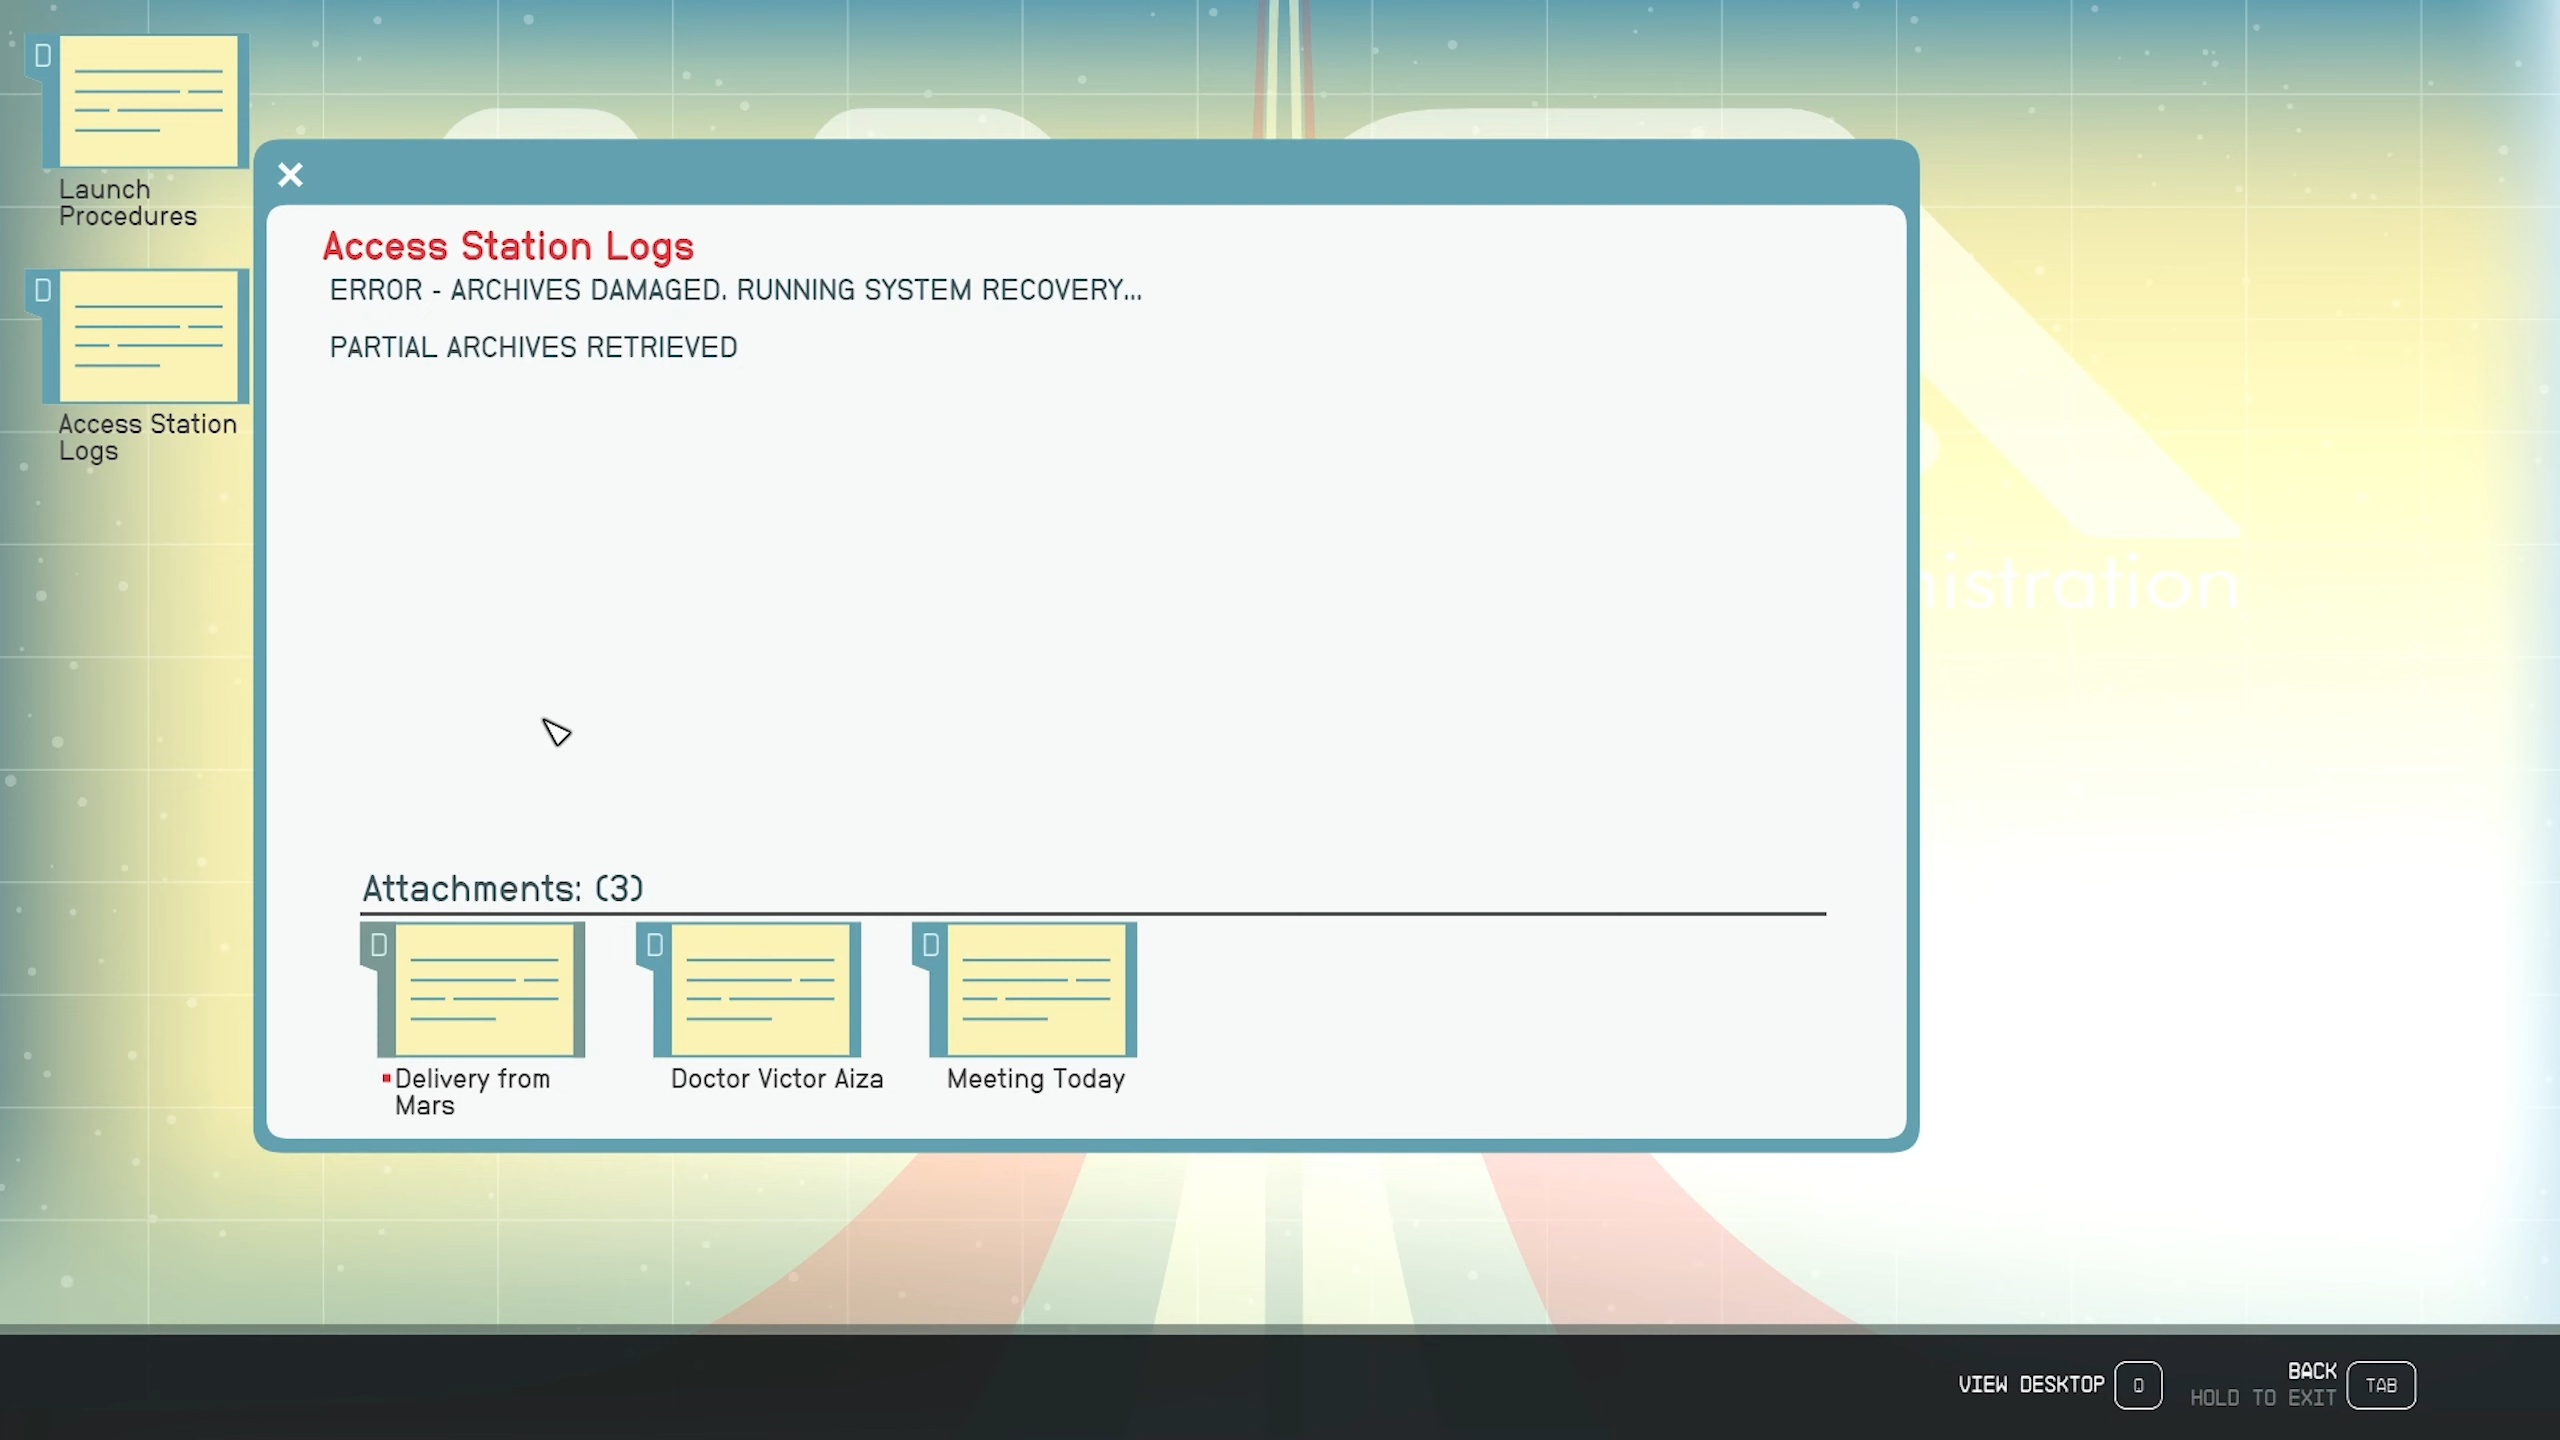 D
Launch
Procedures
D
Access Station
Logs
Access Station Logs
ERROR - ARCHIVES DAMAGED. RUNNING SYSTEM RECOVERY...
PARTIAL ARCHIVES RETRIEVED
nistration
Attachments: (3)
D
Delivery from
Mars
D
Doctor Victor Aiza
D
Meeting Today
VIEW DESKTOP Q
BACK
HOLD TO EXIT
TAB